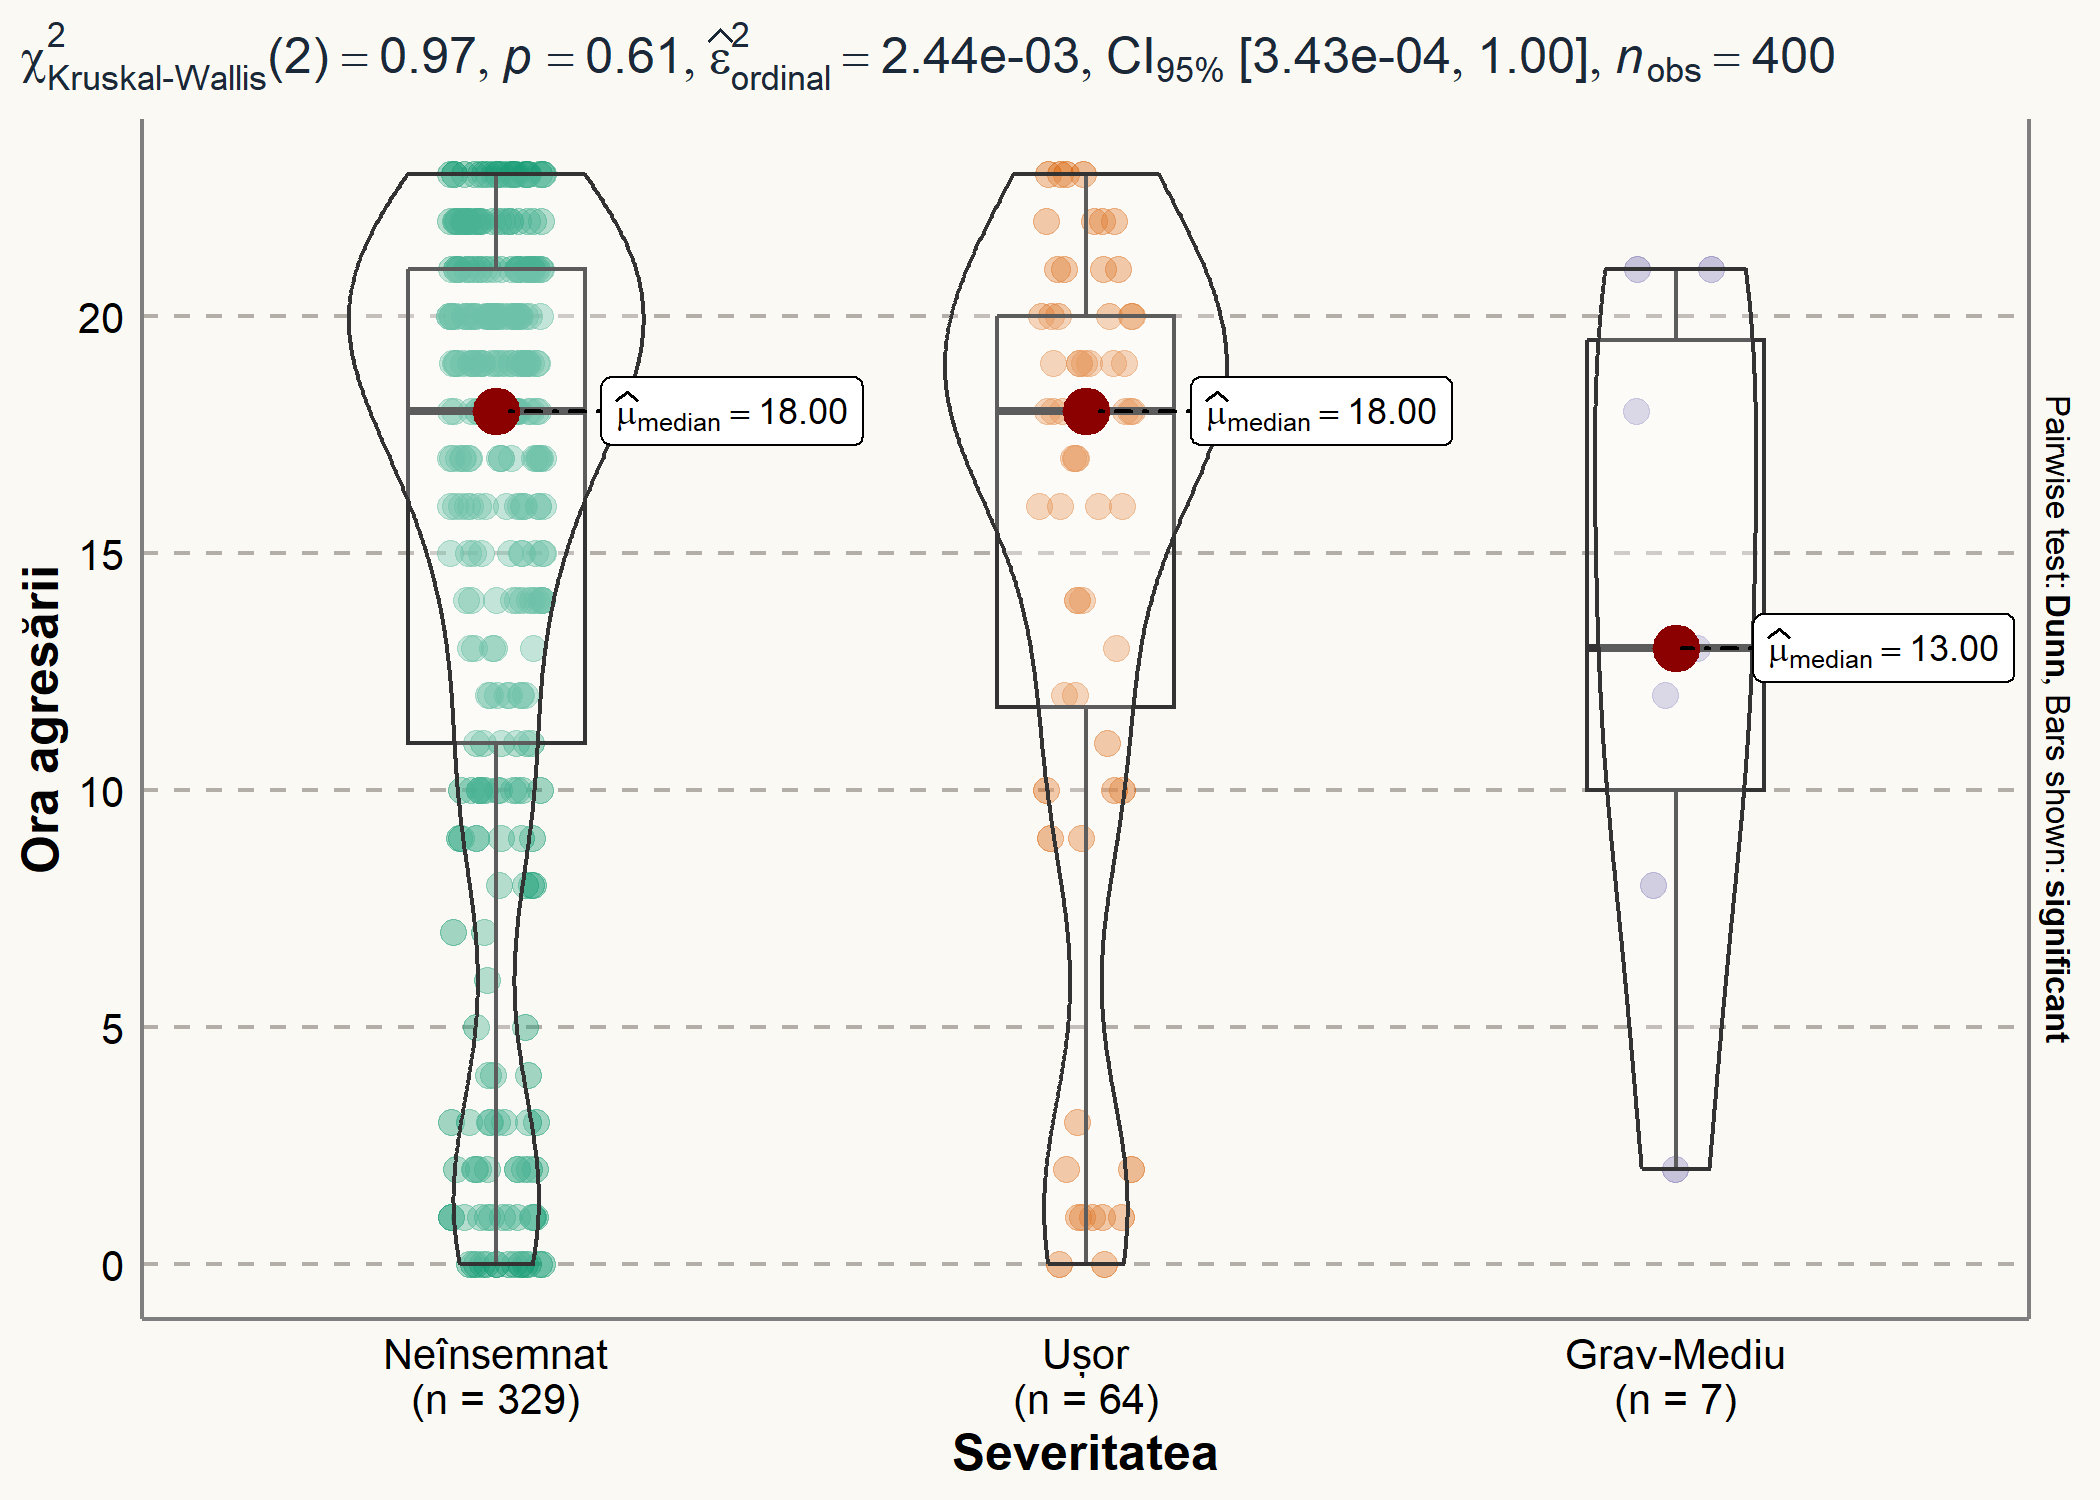 χ²Kruskal-Wallis(2) = 0.97, p = 0.61, ε̂²ordinal = 2.44e-03, CI95% [3.43e-04, 1.00], nobs = 400
Ora agresării
20
15
10
5
0
μ̂median = 18.00
μ̂median = 18.00
μ̂median = 13.00
Pairwise test: Dunn, Bars shown: significant
Neînsemnat
(n = 329)
Ușor
(n = 64)
Grav-Mediu
(n = 7)
Severitatea